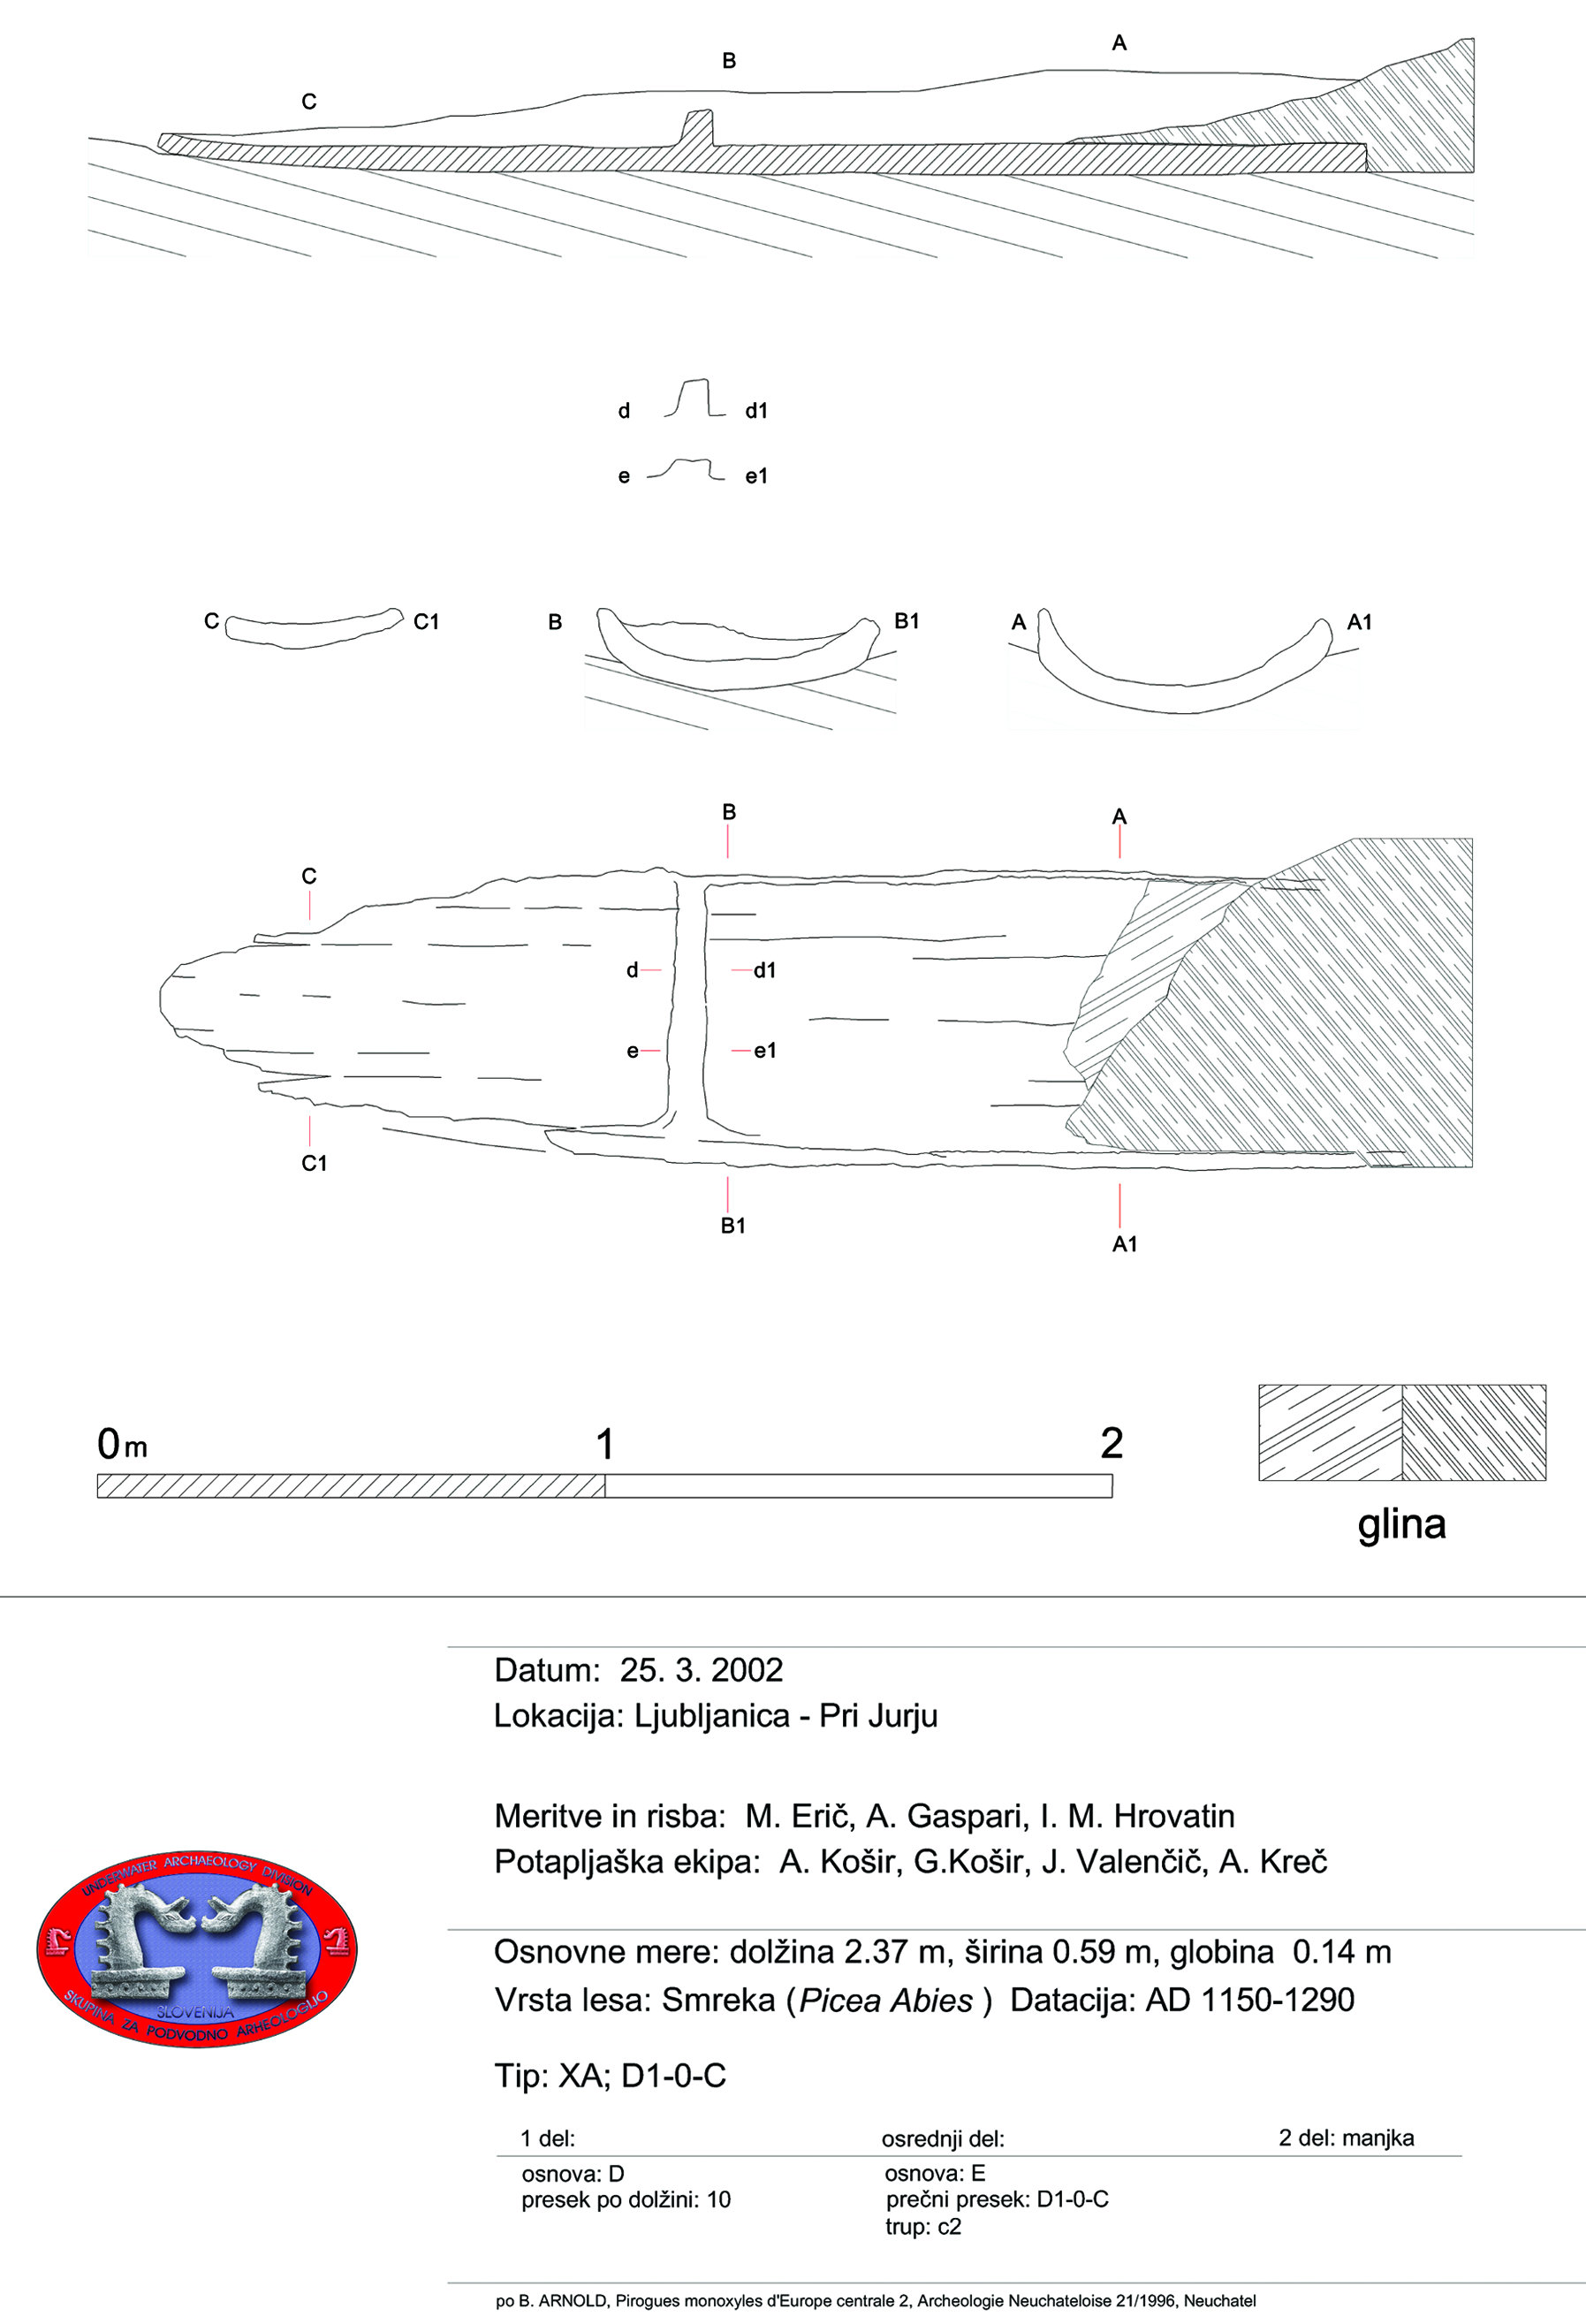 A
B
C
d d1
e e1
C C1 B B1 A A1
B A
C
d d1
e e1
C1
B1
A1
0 m 1 2
glina
Datum: 25. 3. 2002
Lokacija: Ljubljanica - Pri Jurju
Meritve in risba: M. Erič, A. Gaspari, I. M. Hrovatin
Potapljaška ekipa: A. Košir, G.Košir, J. Valenčič, A. Kreč
UNDERWATER ARCHAEOLOGY DIVISION
SLOVENIJA
SKUPINA ZA PODVODNO ARHEOLOGIJO
Osnovne mere: dolžina 2.37 m, širina 0.59 m, globina 0.14 m
Vrsta lesa: Smreka (Picea Abies ) Datacija: AD 1150-1290
Tip: XA; D1-0-C
1 del: osrednji del: 2 del: manjka
osnova: D osnova: E
presek po dolžini: 10 prečni presek: D1-0-C
trup: c2
po B. ARNOLD, Pirogues monoxyles d'Europe centrale 2, Archeologie Neuchateloise 21/1996, Neuchatel